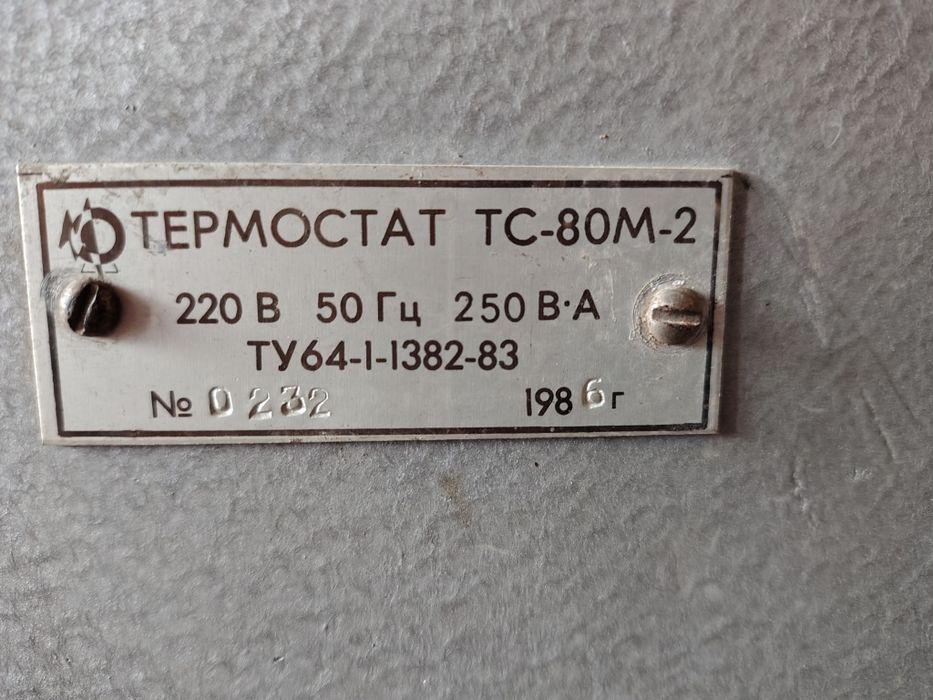 ТЕРМОСТАТ ТС-80М-2
220 В 50 Гц 250 В·А
ТУ64-1-1382-83
№ 0232 1986 г